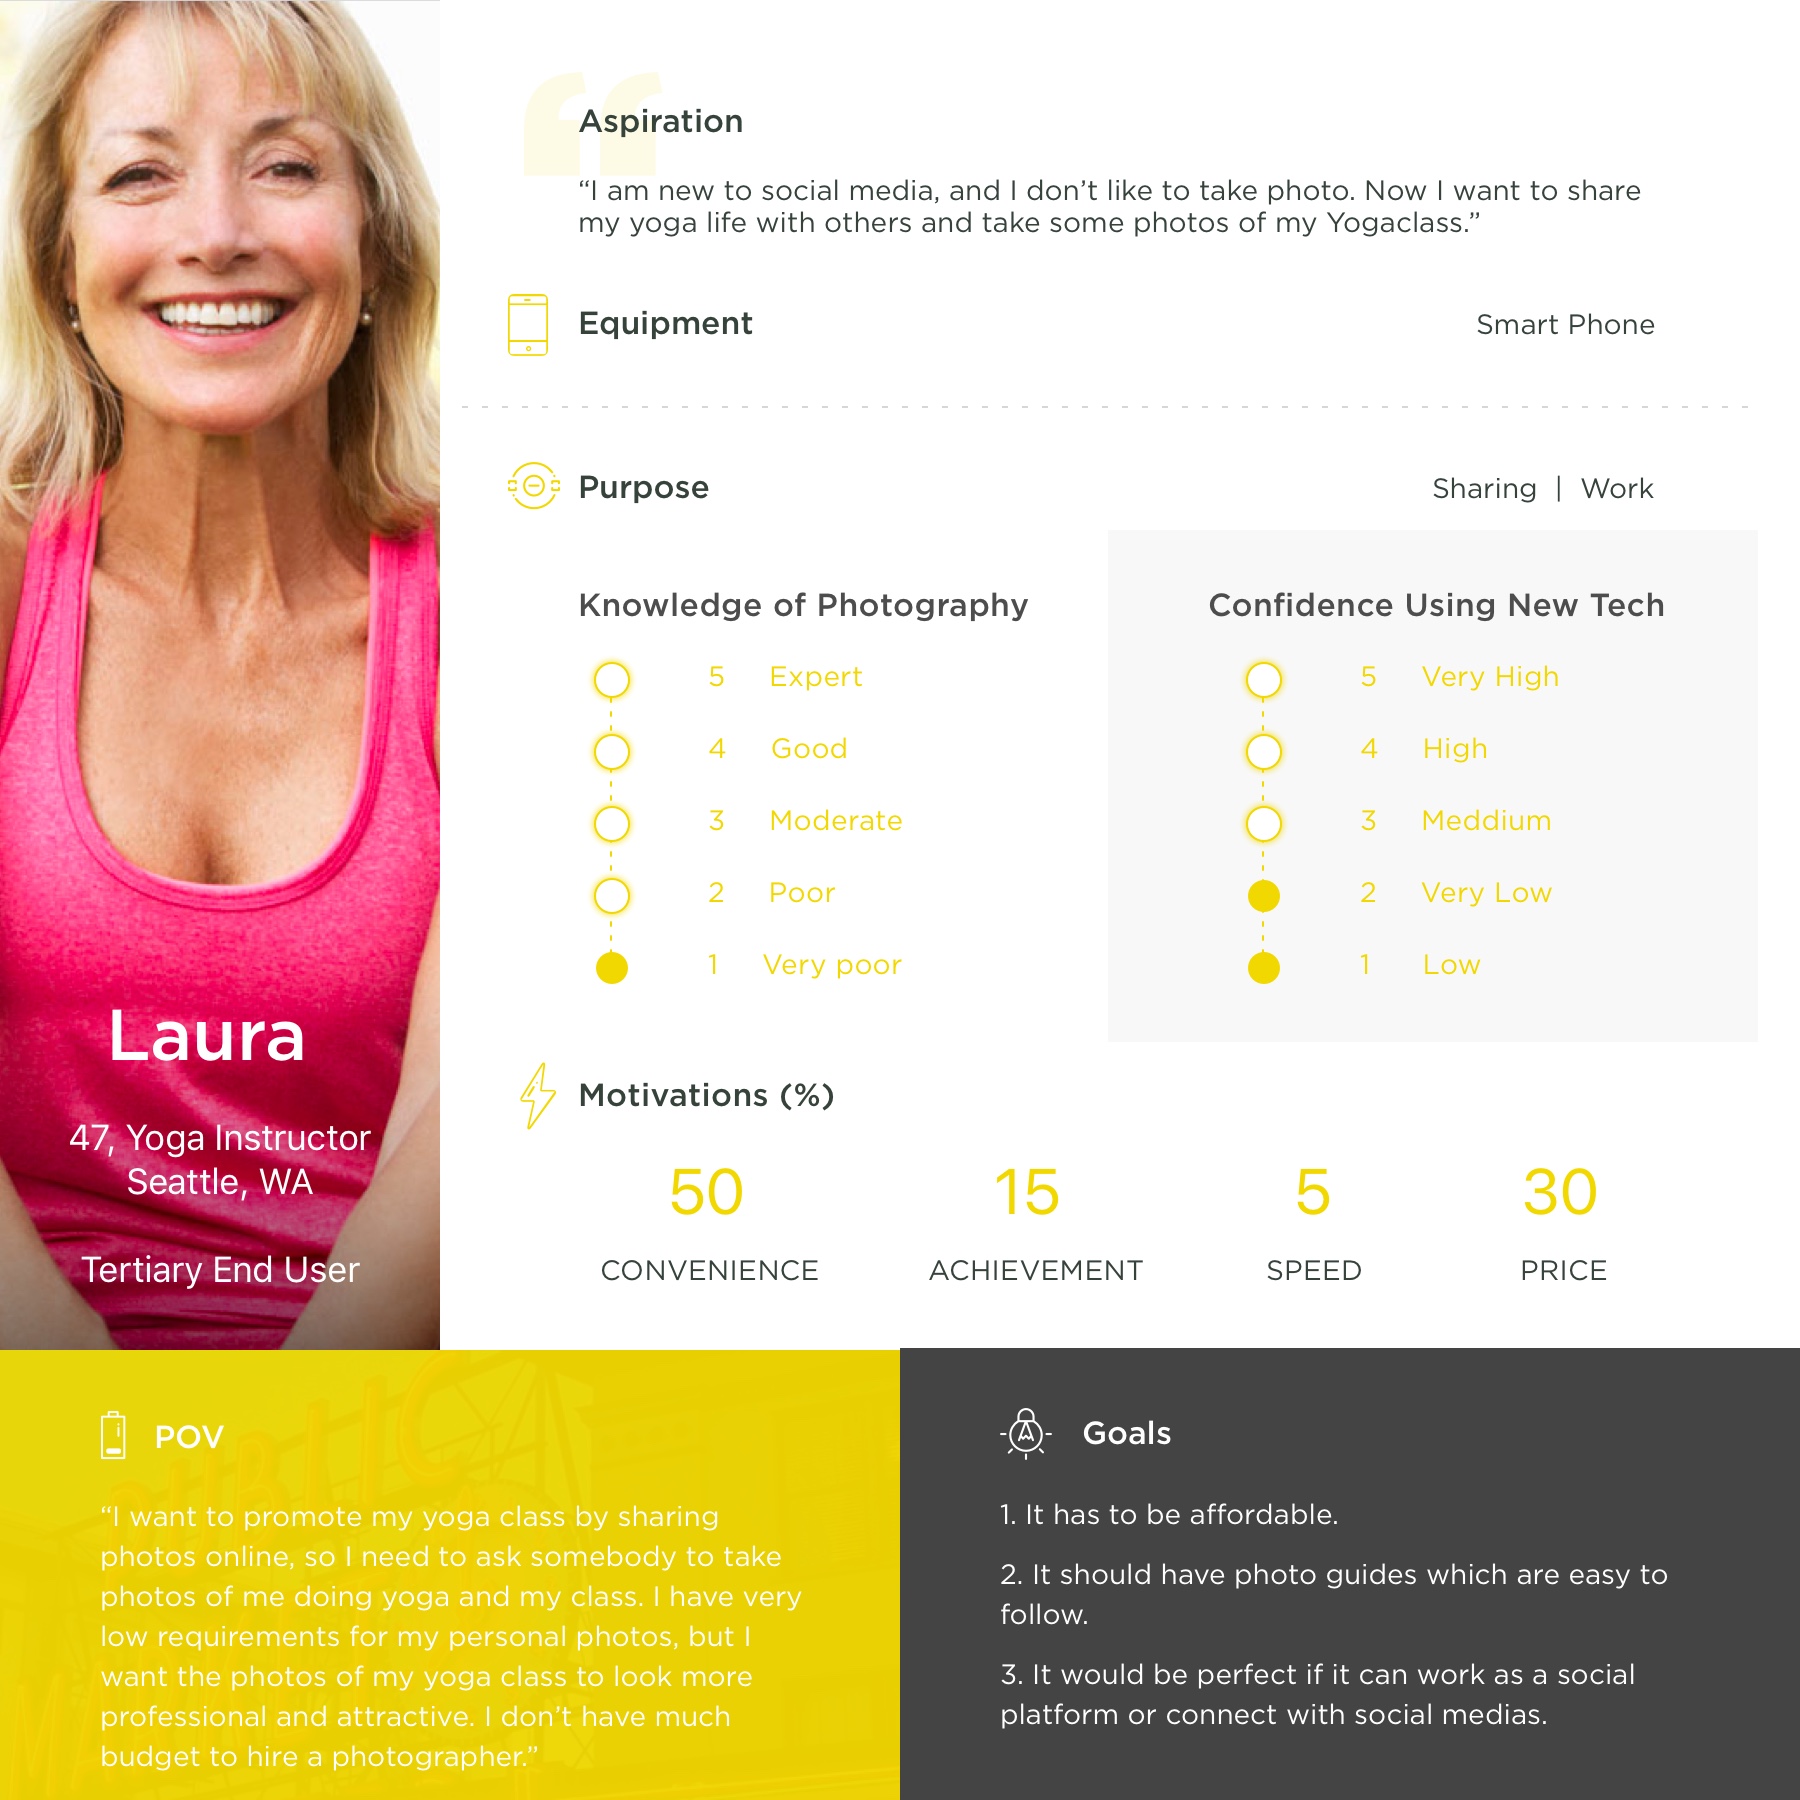 Laura
47, Yoga Instructor
Seattle, WA
Tertiary End User
Aspiration
“I am new to social media, and I don’t like to take photo. Now I want to share
my yoga life with others and take some photos of my Yogaclass.”
Equipment
Smart Phone
Purpose
Sharing | Work
Knowledge of Photography
5 Expert
4 Good
3 Moderate
2 Poor
1 Very poor
Confidence Using New Tech
5 Very High
4 High
3 Meddium
2 Very Low
1 Low
Motivations (%)
50 15 5 30
CONVENIENCE ACHIEVEMENT SPEED PRICE
PUBLIC
MARKET
POV
“I want to promote my yoga class by sharing
photos online, so I need to ask somebody to take
photos of me doing yoga and my class. I have very
low requirements for my personal photos, but I
want the photos of my yoga class to look more
professional and attractive. I don’t have much
budget to hire a photographer.”
Goals
1. It has to be affordable.
2. It should have photo guides which are easy to
follow.
3. It would be perfect if it can work as a social
platform or connect with social medias.